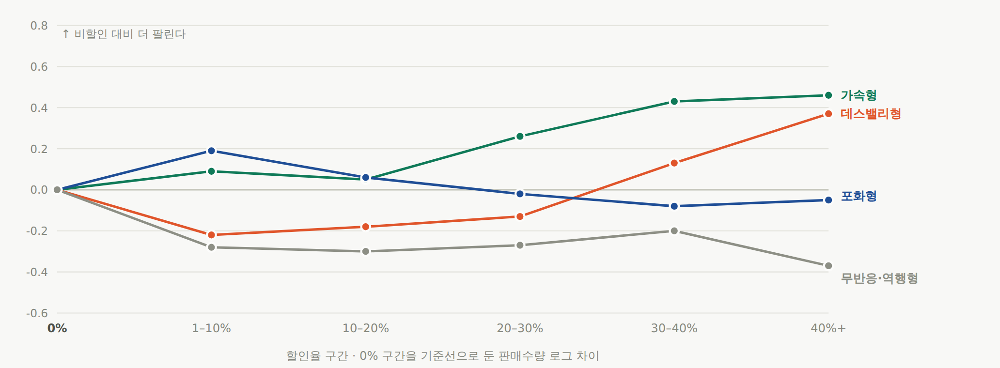 0.8
↑ 비할인 대비 더 팔린다
0.6
0.4
0.2
0.0
-0.2
-0.4
-0.6
가속형
데스밸리형
포화형
무반응·역행형
0% 1–10% 10–20% 20–30% 30–40% 40%+
할인율 구간 · 0% 구간을 기준선으로 둔 판매수량 로그 차이